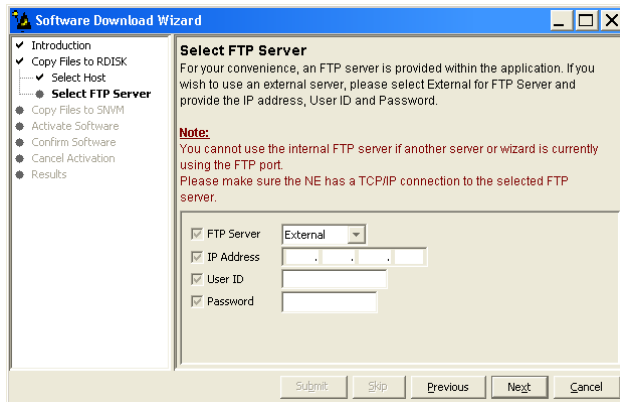 Software Download Wizard
Introduction
Copy Files to RDISK
Select Host
Select FTP Server
Copy Files to SNVM
Activate Software
Confirm Software
Cancel Activation
Results
Select FTP Server
For your convenience, an FTP server is provided within the application. If you
wish to use an external server, please select External for FTP Server and
provide the IP address, User ID and Password.
Note:
You cannot use the internal FTP server if another server or wizard is currently
using the FTP port.
Please make sure the NE has a TCP/IP connection to the selected FTP
server.
FTP Server External
IP Address . . .
User ID
Password
Submit Skip Previous Next Cancel